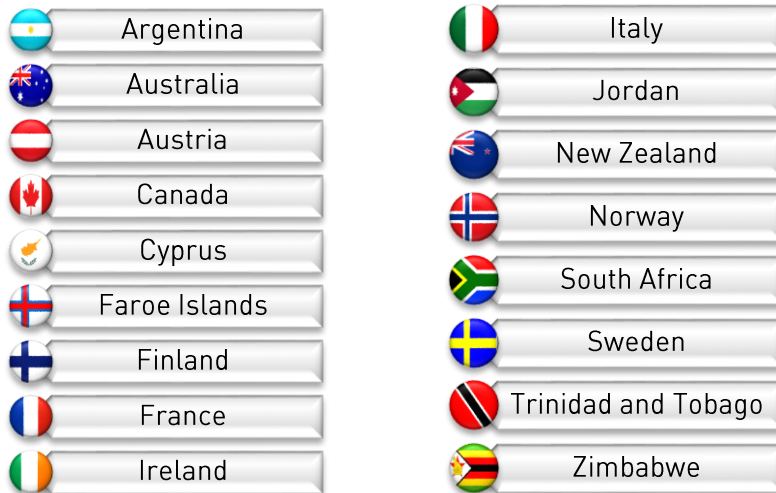 Argentina
Australia
Austria
Canada
Cyprus
Faroe Islands
Finland
France
Ireland
Italy
Jordan
New Zealand
Norway
South Africa
Sweden
Trinidad and Tobago
Zimbabwe